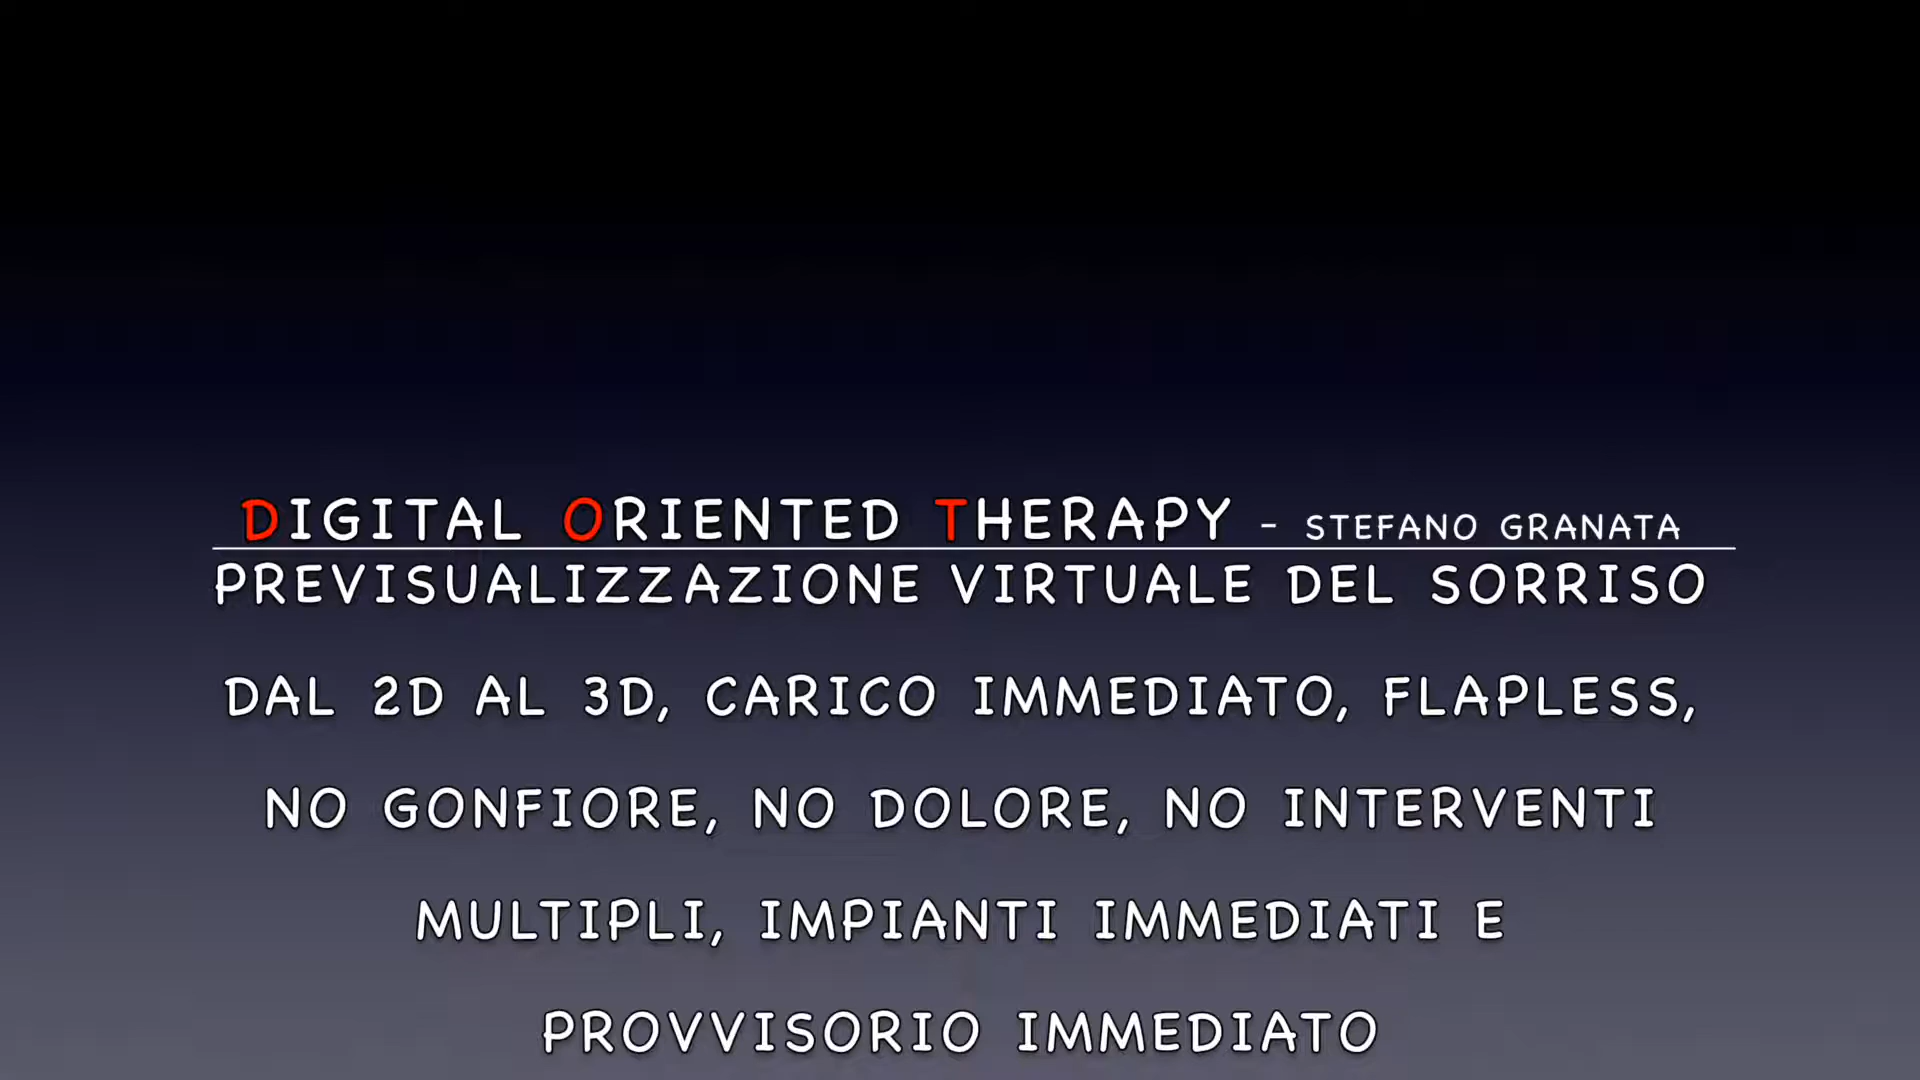 DIGITAL ORIENTED THERAPY - STEFANO GRANATA
PREVISUALIZZAZIONE VIRTUALE DEL SORRISO
DAL 2D AL 3D, CARICO IMMEDIATO, FLAPLESS,
NO GONFIORE, NO DOLORE, NO INTERVENTI
MULTIPLI, IMPIANTI IMMEDIATI E
PROVVISORIO IMMEDIATO